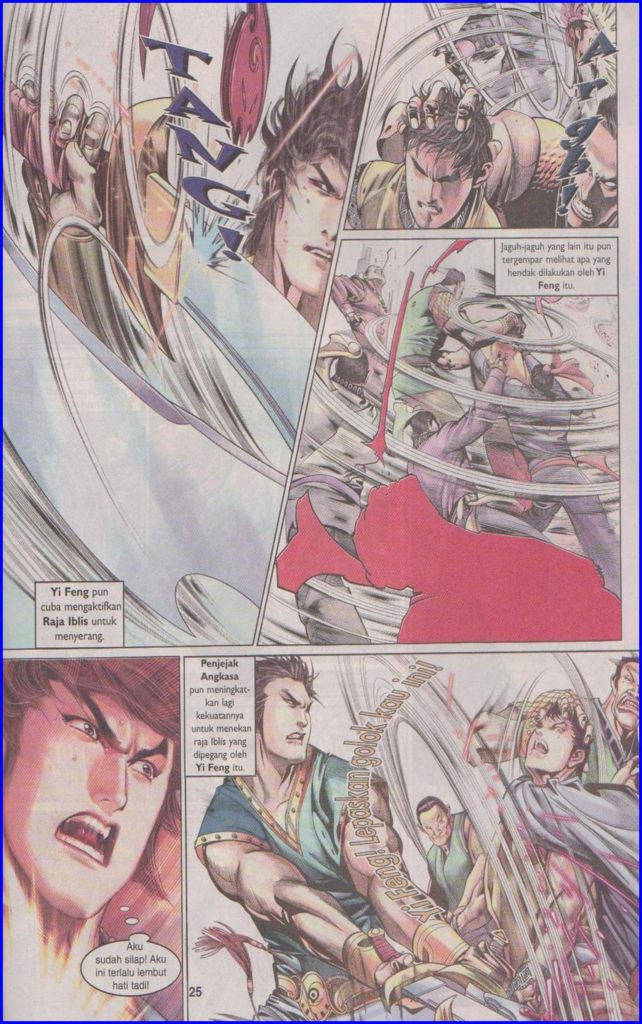 TANG!
Argh!
Jaguh-jaguh yang lain itu pun
tergempar melihat apa yang
hendak dilakukan oleh Yi
Feng itu.
Yi Feng pun
cuba mengaktifkan
Raja Iblis untuk
menyerang.
Penjejak
Angkasa
pun meningkat-
kan lagi
kekuatannya
untuk menekan
raja Iblis yang
dipegang oleh
Yi Feng itu.
Yi Feng! Lepaskan golok kau ini!
Aku
sudah silap! Aku
ini terlalu lembut
hati tadi!
25